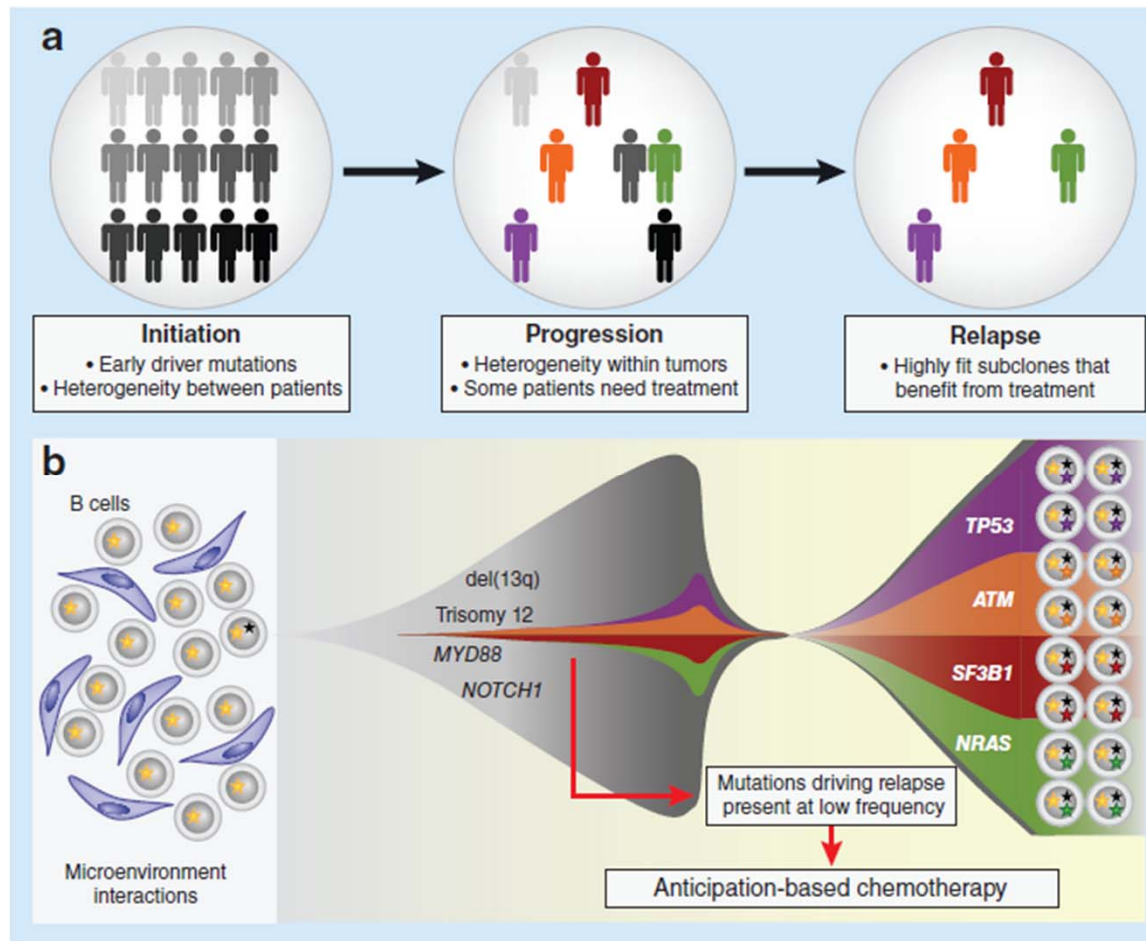 a
Initiation
• Early driver mutations
• Heterogeneity between patients
Progression
• Heterogeneity within tumors
• Some patients need treatment
Relapse
• Highly fit subclones that
benefit from treatment
b
B cells
Microenvironment
interactions
del(13q)
Trisomy 12
MYD88
NOTCH1
TP53
ATM
SF3B1
NRAS
Mutations driving relapse
present at low frequency
Anticipation-based chemotherapy